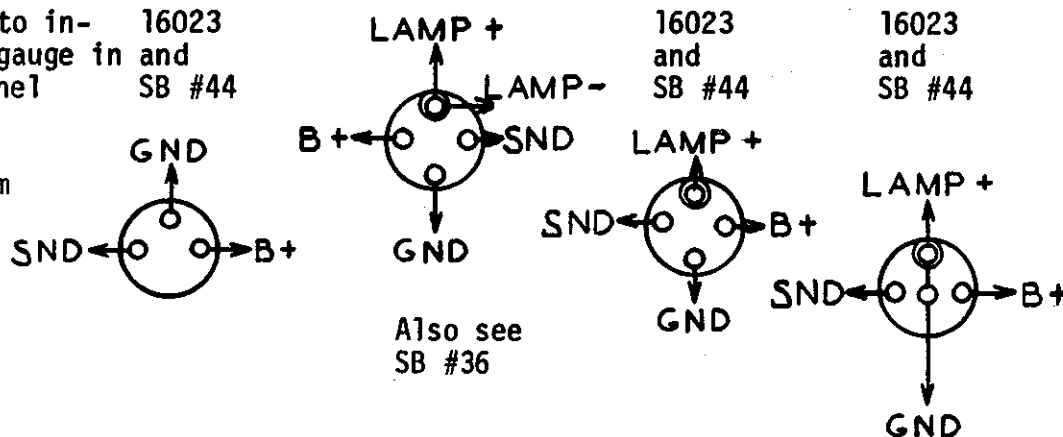 to in-
gauge in
nel
m
16023
and
SB #44
GND
SND
B+
LAMP +
LAMP-
B+
SND
GND
Also see
SB #36
16023
and
SB #44
LAMP +
SND
B+
GND
16023
and
SB #44
LAMP +
SND
B+
GND